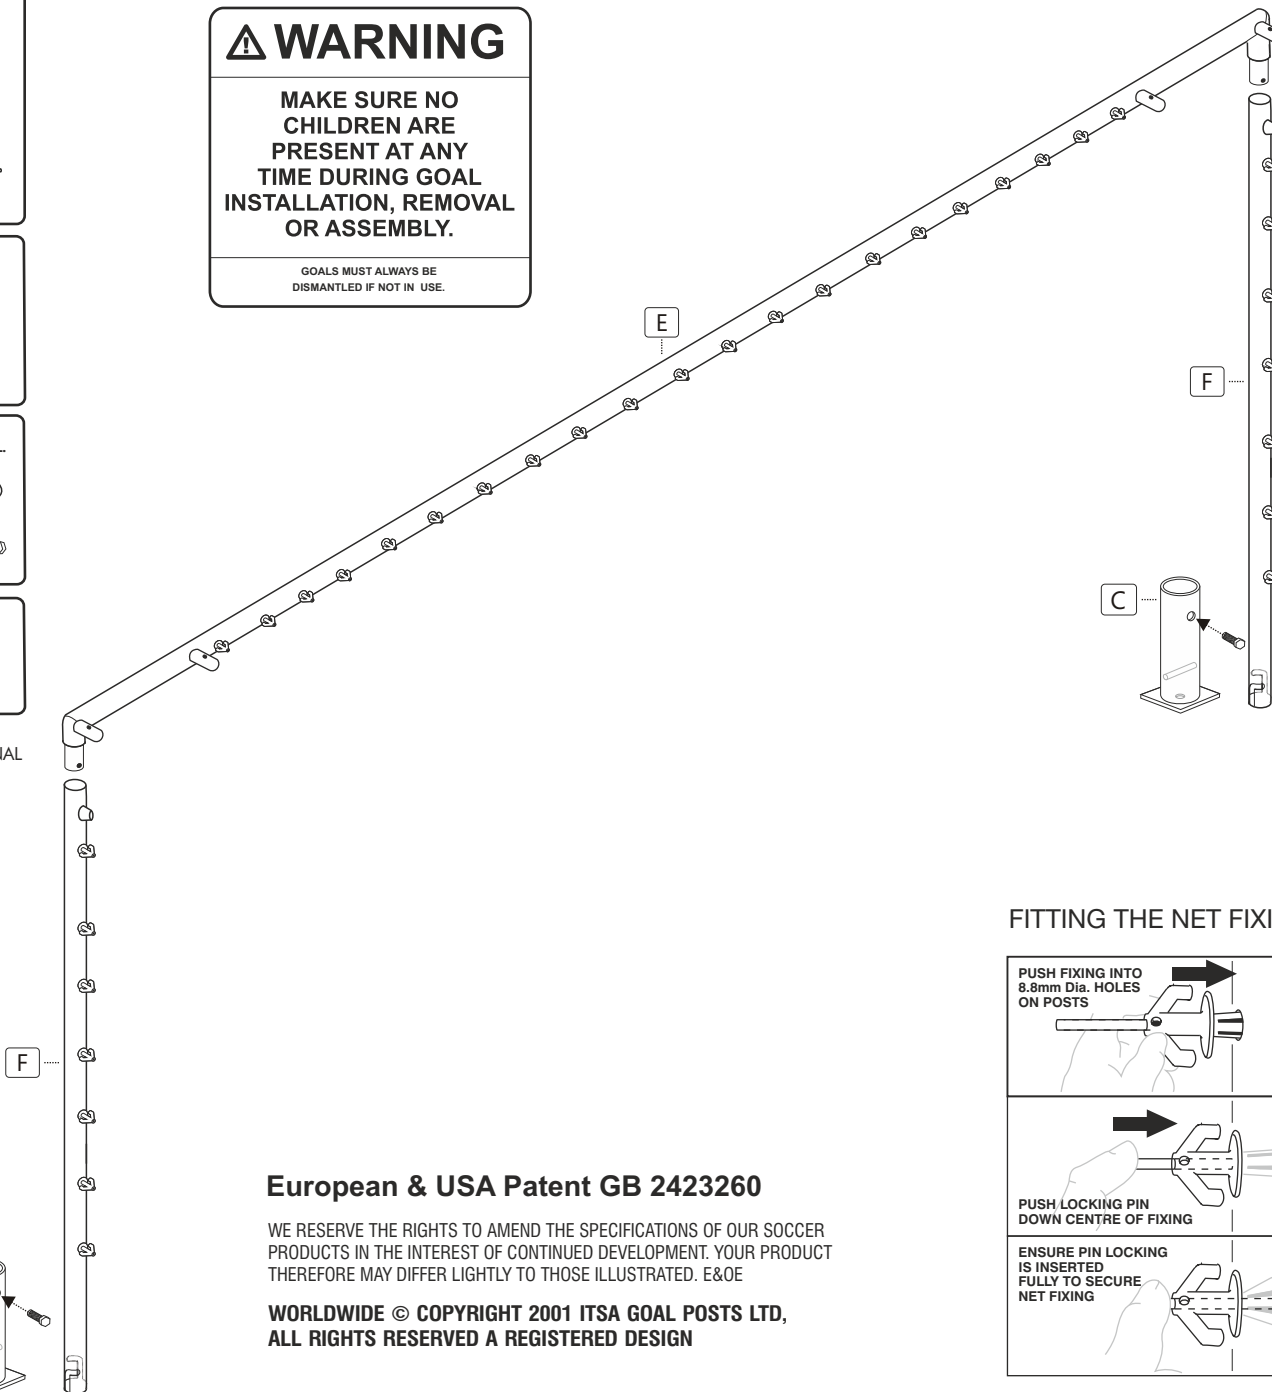 WARNING
MAKE SURE NO
CHILDREN ARE
PRESENT AT ANY
TIME DURING GOAL
INSTALLATION, REMOVAL
OR ASSEMBLY.
GOALS MUST ALWAYS BE
DISMANTLED IF NOT IN USE.
E
F
C
NAL
F
FITTING THE NET FIXI
PUSH FIXING INTO
8.8mm Dia. HOLES
ON POSTS
PUSH LOCKING PIN
DOWN CENTRE OF FIXING
ENSURE PIN LOCKING
IS INSERTED
FULLY TO SECURE
NET FIXING
European & USA Patent GB 2423260
WE RESERVE THE RIGHTS TO AMEND THE SPECIFICATIONS OF OUR SOCCER
PRODUCTS IN THE INTEREST OF CONTINUED DEVELOPMENT. YOUR PRODUCT
THEREFORE MAY DIFFER LIGHTLY TO THOSE ILLUSTRATED. E&OE
WORLDWIDE © COPYRIGHT 2001 ITSA GOAL POSTS LTD,
ALL RIGHTS RESERVED A REGISTERED DESIGN